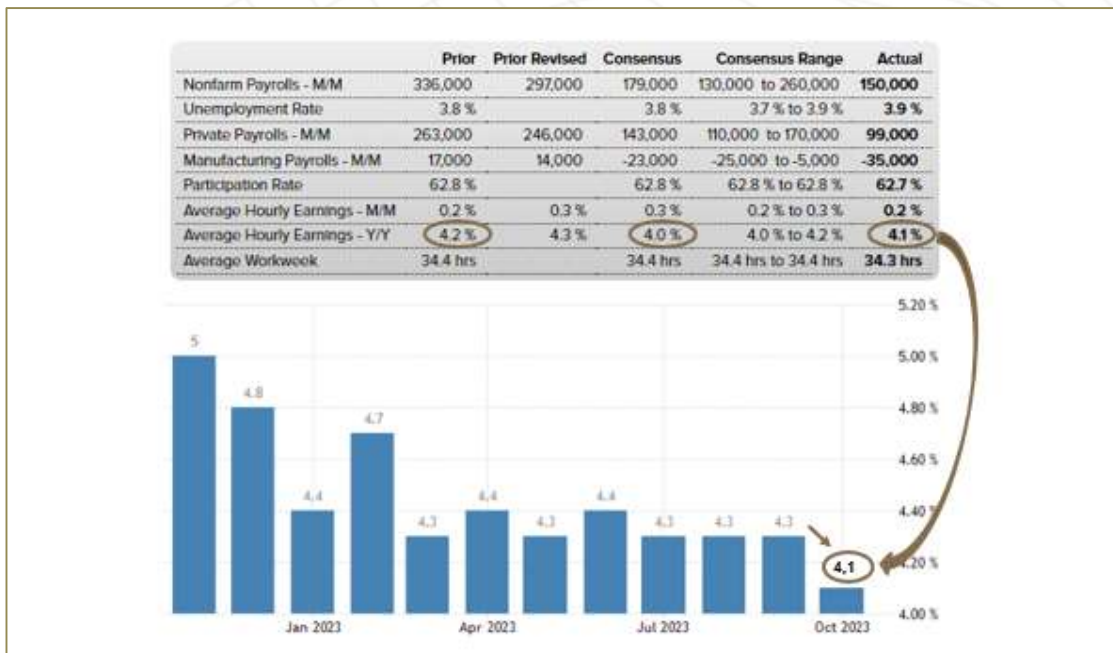 Prior Prior Revised Consensus Consensus Range Actual
Nonfarm Payrolls - M/M 336,000 297,000 179,000 130,000 to 260,000 150,000
Unemployment Rate 3.8 % 3.8 % 3.7 % to 3.9 % 3.9 %
Private Payrolls - M/M 263,000 246,000 143,000 110,000 to 170,000 99,000
Manufacturing Payrolls - M/M 17,000 14,000 -23,000 -25,000 to -5,000 -35,000
Participation Rate 62.8 % 62.8 % 62.8 % to 62.8 % 62.7 %
Average Hourly Earnings - M/M 0.2 % 0.3 % 0.3 % 0.2 % to 0.3 % 0.2 %
Average Hourly Earnings - Y/Y 4.2 % 4.3 % 4.0 % 4.0 % to 4.2 % 4.1 %
Average Workweek 34.4 hrs 34.4 hrs 34.4 hrs to 34.4 hrs 34.3 hrs
5.20 %
5 5.00 %
4.8 4.80 %
4.7
4.60 %
4.4 4.4 4.4 4.40 %
4.3 4.3 4.3 4.3 4.3
4,1 4.20 %
4.00 %
Jan 2023 Apr 2023 Jul 2023 Oct 2023